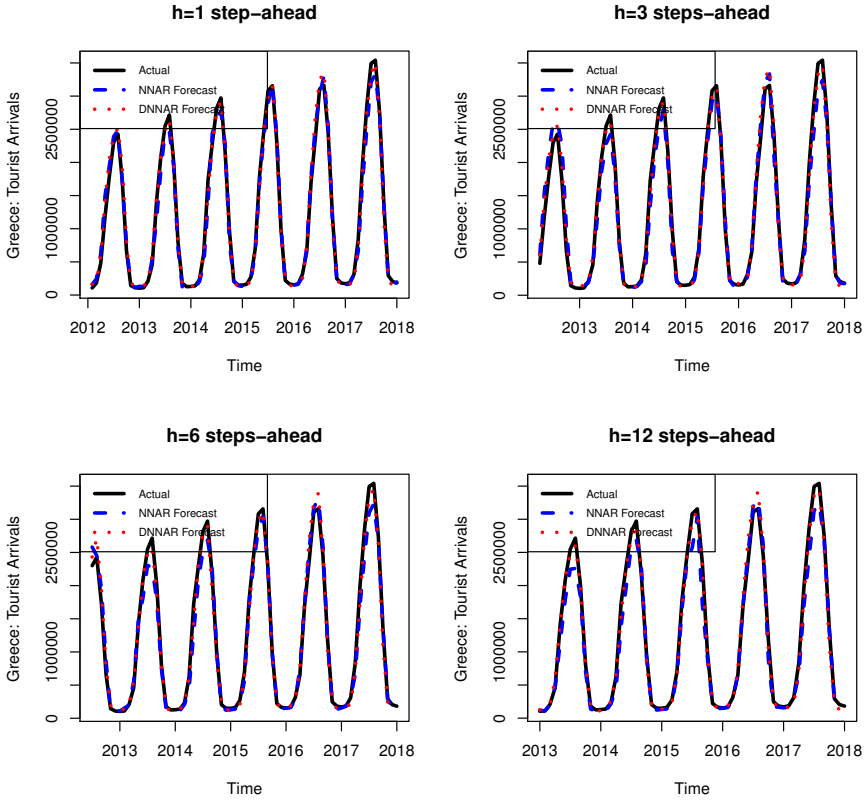 h=1 step−ahead
Greece: Tourist Arrivals
0 1000000 2500000
Actual
NNAR Forecast
DNNAR Forecast
2012 2013 2014 2015 2016 2017 2018
Time
h=3 steps−ahead
Greece: Tourist Arrivals
0 1000000 2500000
Actual
NNAR Forecast
DNNAR Forecast
2013 2014 2015 2016 2017 2018
Time
h=6 steps−ahead
Greece: Tourist Arrivals
0 1000000 2500000
Actual
NNAR Forecast
DNNAR Forecast
2013 2014 2015 2016 2017 2018
Time
h=12 steps−ahead
Greece: Tourist Arrivals
0 1000000 2500000
Actual
NNAR Forecast
DNNAR Forecast
2013 2014 2015 2016 2017 2018
Time